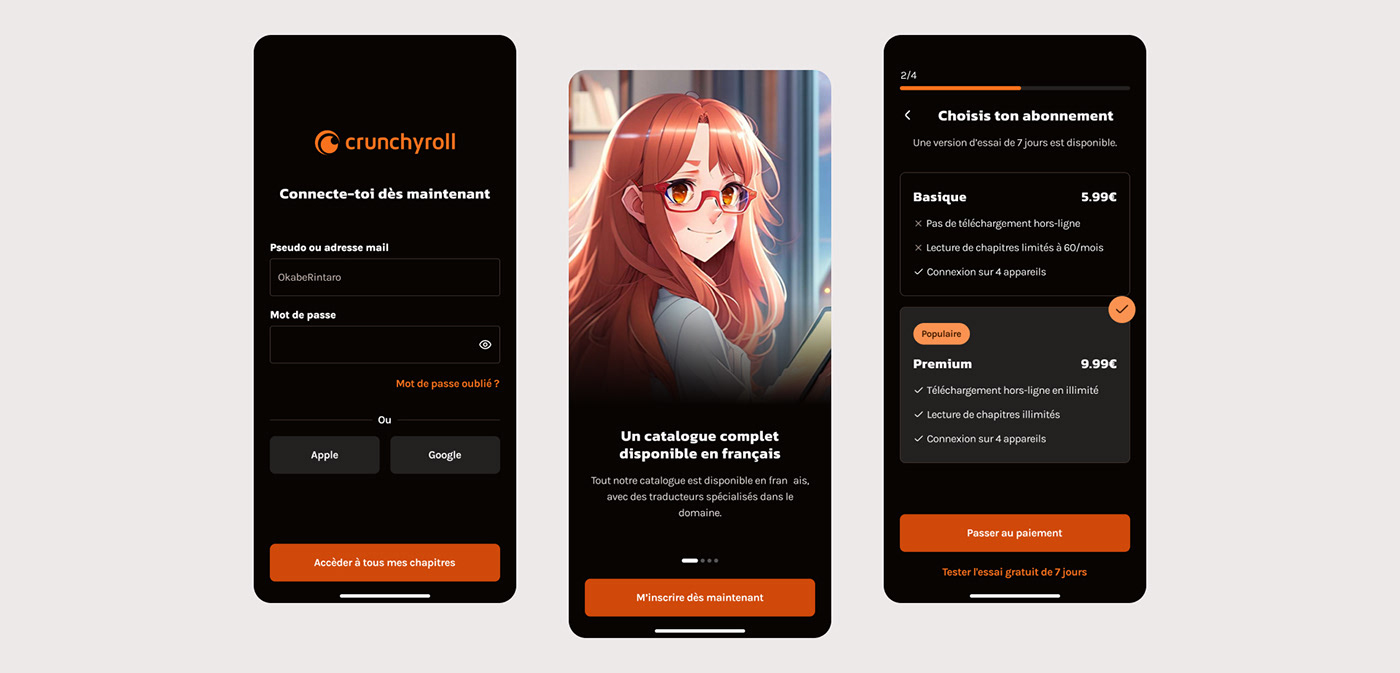 crunchyroll
Connecte-toi dès maintenant
Pseudo ou adresse mail
OkabeRintaro
Mot de passe
Mot de passe oublié ?
Ou
Apple
Google
Accèder à tous mes chapitres
Un catalogue complet
disponible en français
Tout notre catalogue est disponible en fran ais,
avec des traducteurs spécialisés dans le
domaine.
M'inscrire dès maintenant
2/4
Choisis ton abonnement
Une version d'essai de 7 jours est disponible.
Basique 5.99€
Pas de téléchargement hors-ligne
Lecture de chapitres limités à 60/mois
Connexion sur 4 appareils
Populaire
Premium 9.99€
Téléchargement hors-ligne en illimité
Lecture de chapitres illimités
Connexion sur 4 appareils
Passer au paiement
Tester l'essai gratuit de 7 jours